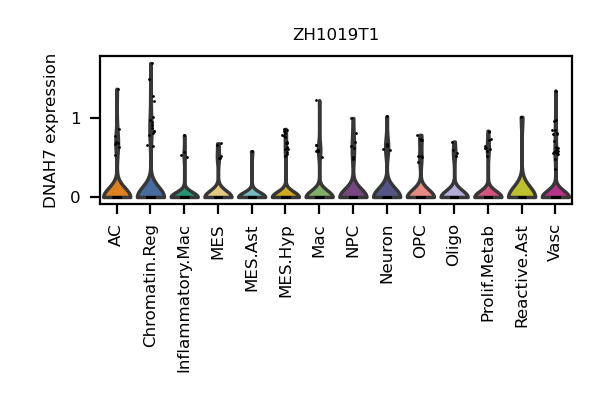 ZH1019T1
DNAH7 expression
1
0
AC
Chromatin.Reg
Inflammatory.Mac
MES
MES.Ast
MES.Hyp
Mac
NPC
Neuron
OPC
Oligo
Prolif.Metab
Reactive.Ast
Vasc